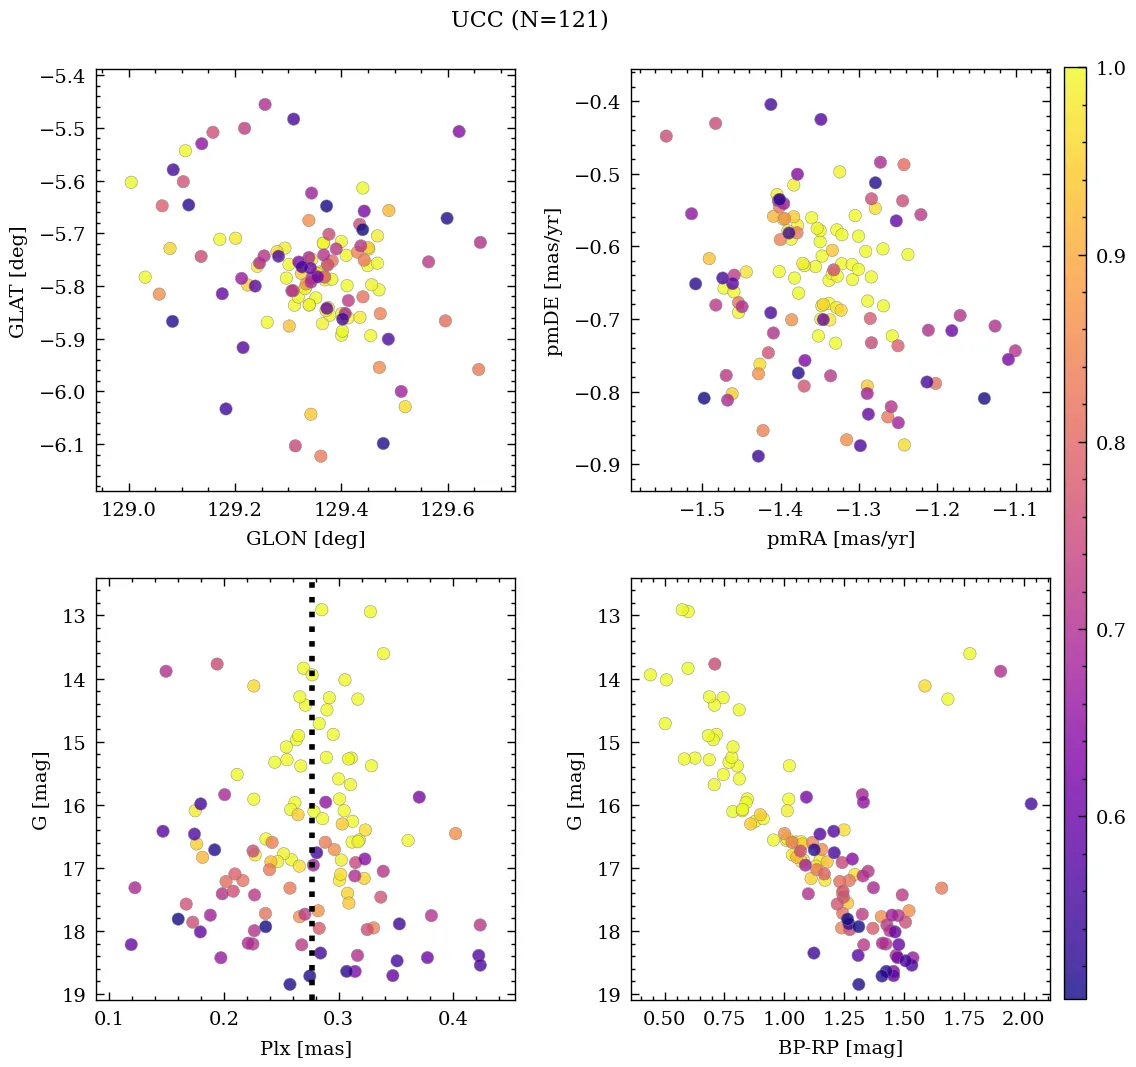 UCC (N=121)
−5.4
−5.5
−5.6
−5.7
−5.8
−5.9
−6.0
−6.1
GLAT [deg]
129.0 129.2 129.4 129.6
GLON [deg]
−0.4
−0.5
−0.6
−0.7
−0.8
−0.9
pmDE [mas/yr]
−1.5 −1.4 −1.3 −1.2 −1.1
pmRA [mas/yr]
1.0
0.9
0.8
0.7
0.6
13
14
15
16
17
18
19
G [mag]
0.1 0.2 0.3 0.4
Plx [mas]
13
14
15
16
17
18
19
G [mag]
0.50 0.75 1.00 1.25 1.50 1.75 2.00
BP-RP [mag]